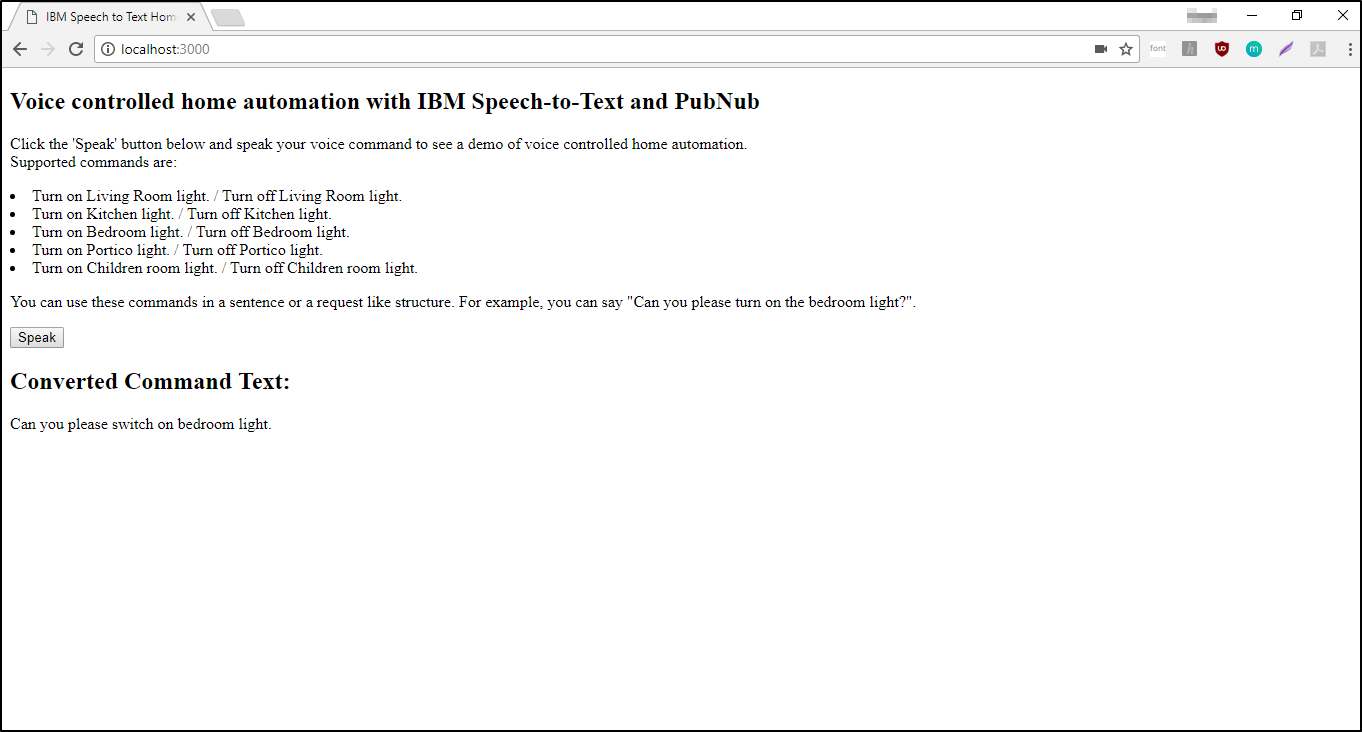 IBM Speech to Text Hom
localhost:3000
font
h
m
Voice controlled home automation with IBM Speech-to-Text and PubNub
Click the 'Speak' button below and speak your voice command to see a demo of voice controlled home automation.
Supported commands are:
Turn on Living Room light. / Turn off Living Room light.
Turn on Kitchen light. / Turn off Kitchen light.
Turn on Bedroom light. / Turn off Bedroom light.
Turn on Portico light. / Turn off Portico light.
Turn on Children room light. / Turn off Children room light.
You can use these commands in a sentence or a request like structure. For example, you can say "Can you please turn on the bedroom light?".
Speak
Converted Command Text:
Can you please switch on bedroom light.